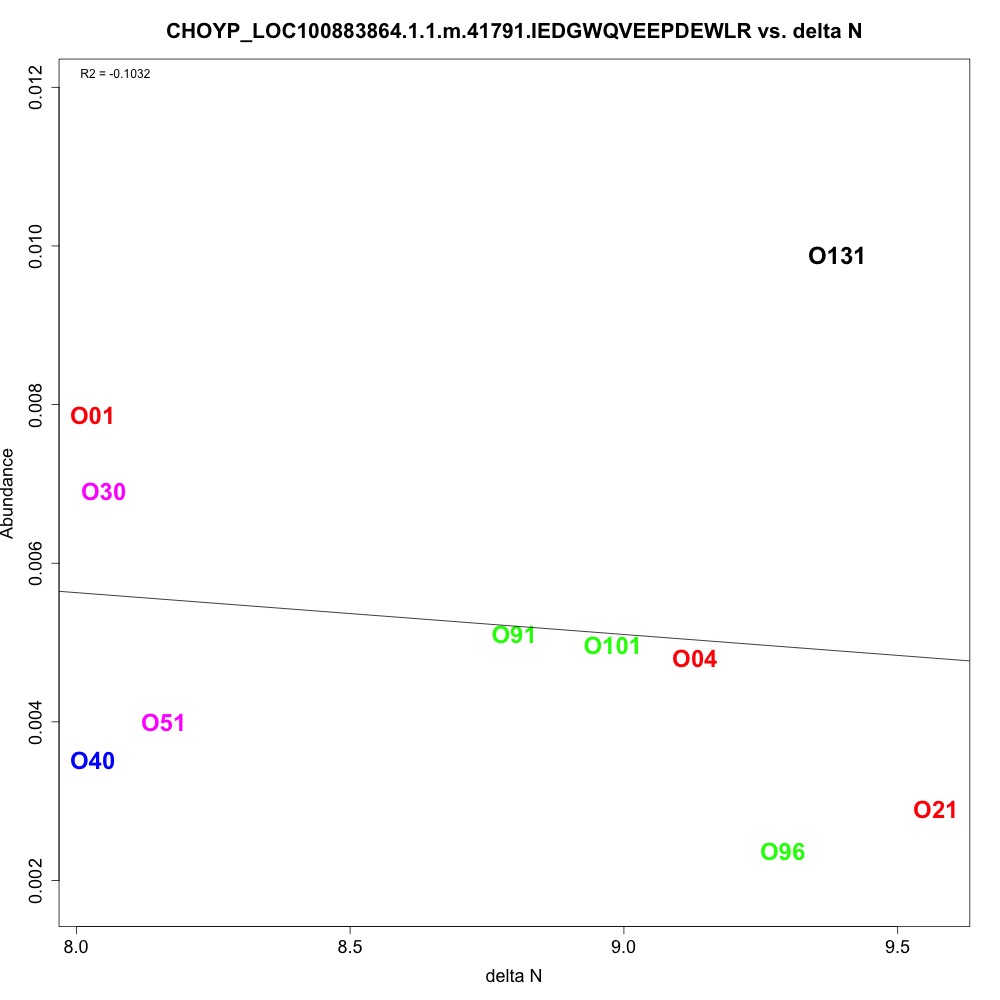 CHOYP_LOC100883864.1.1.m.41791.IEDGWQVEEPDEWLR vs. delta N
R2 = -0.1032
0.012
0.010
0.008
0.006
0.004
0.002
Abundance
O131
O01
O30
O91
O101
O04
O51
O40
O21
O96
8.0
8.5
9.0
9.5
delta N